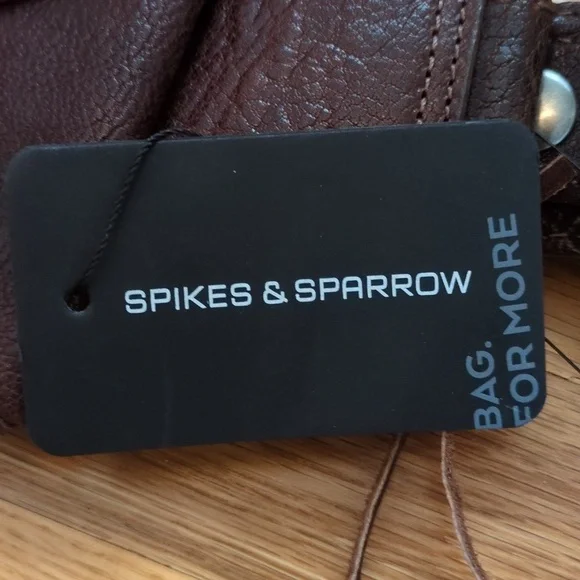 SPIKES & SPARROW
BAG.
FOR MORE